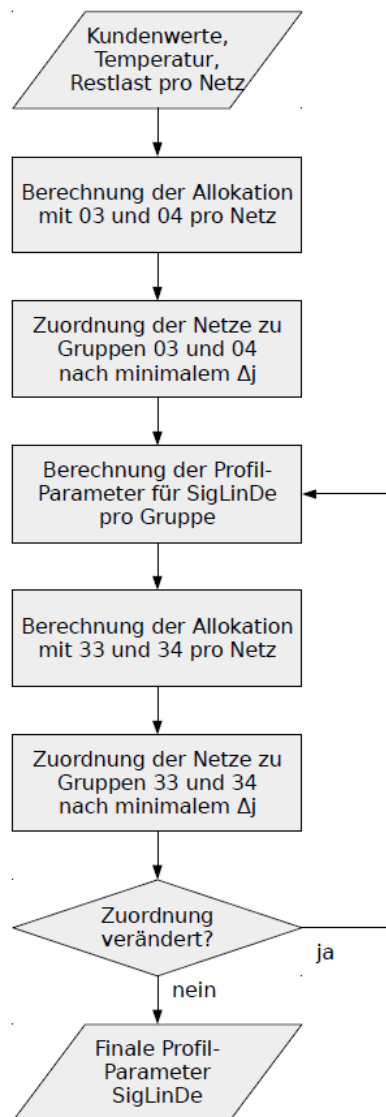 Kundenwerte,
Temperatur,
Restlast pro Netz
Berechnung der Allokation
mit 03 und 04 pro Netz
Zuordnung der Netze zu
Gruppen 03 und 04
nach minimalem Δj
Berechnung der Profil-
Parameter für SigLinDe
pro Gruppe
Berechnung der Allokation
mit 33 und 34 pro Netz
Zuordnung der Netze zu
Gruppen 33 und 34
nach minimalem Δj
Zuordnung
verändert?
ja
nein
Finale Profil-
Parameter
SigLinDe